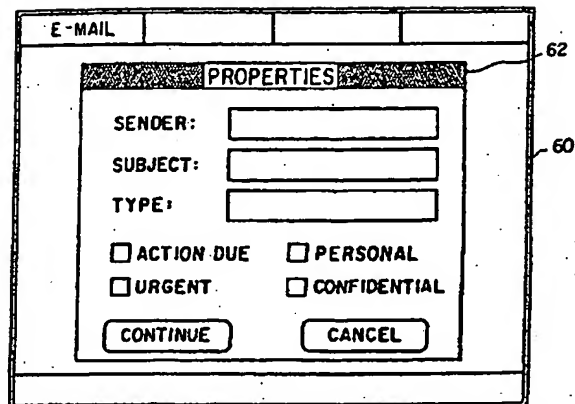 E-MAIL
62
PROPERTIES
SENDER:
60
SUBJECT:
TYPE:
ACTION DUE PERSONAL
URGENT CONFIDENTIAL
CONTINUE CANCEL